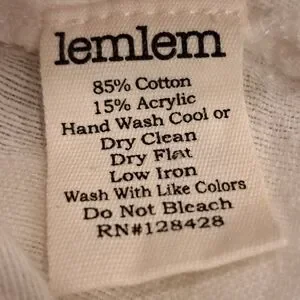 lemlem
85% Cotton
15% Acrylic
Hand Wash Cool or
Dry Clean
Dry Flat
Low Iron
Wash With Like Colors
Do Not Bleach
RN#128428